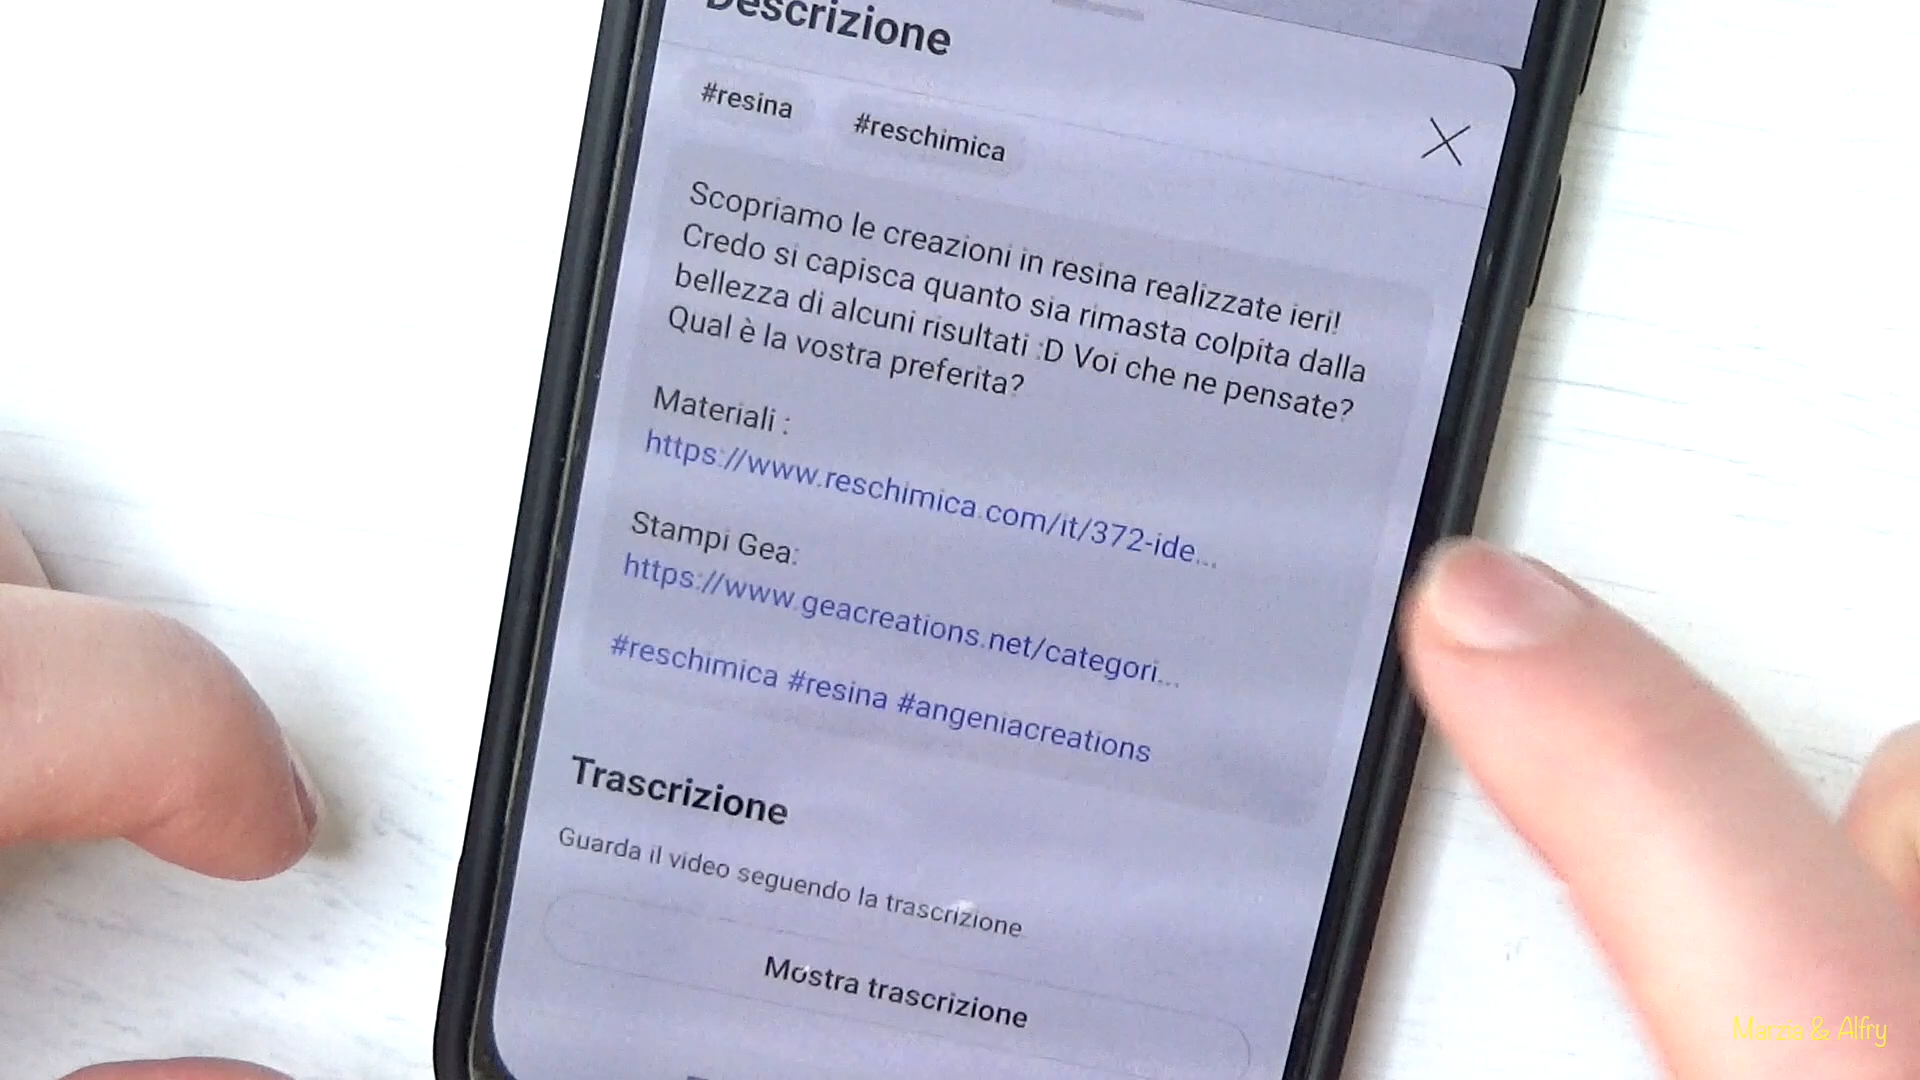 Descrizione
#resina #reschimica
Scopriamo le creazioni in resina realizzate ieri!
Credo si capisca quanto sia rimasta colpita dalla
bellezza di alcuni risultati :D Voi che ne pensate?
Qual è la vostra preferita?
Materiali :
https://www.reschimica.com/it/372-ide...
Stampi Gea:
https://www.geacreations.net/categori...
#reschimica #resina #angeniacreations
Trascrizione
Guarda il video seguendo la trascrizione
Mostra trascrizione
Marzia & Alfry